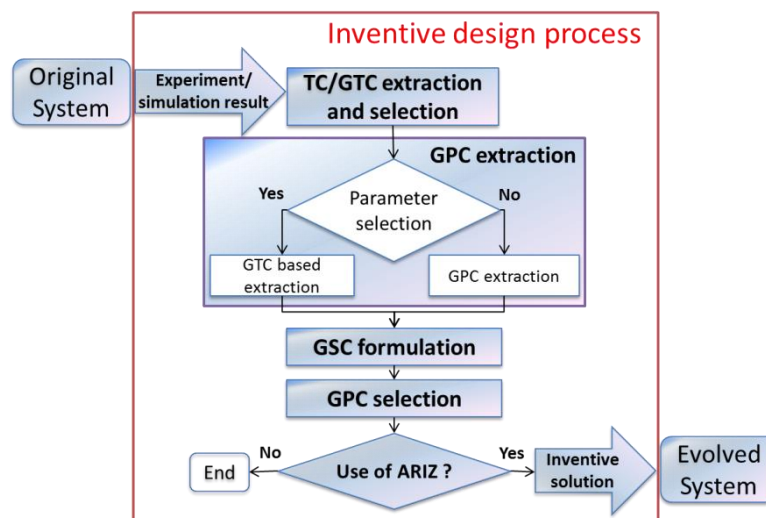 Inventive design process
Original
System
Experiment/
simulation result
TC/GTC extraction
and selection
GPC extraction
Yes
Parameter
selection
No
GTC based
extraction
GPC extraction
GSC formulation
GPC selection
No
Use of ARIZ ?
Yes
End
Inventive
solution
Evolved
System